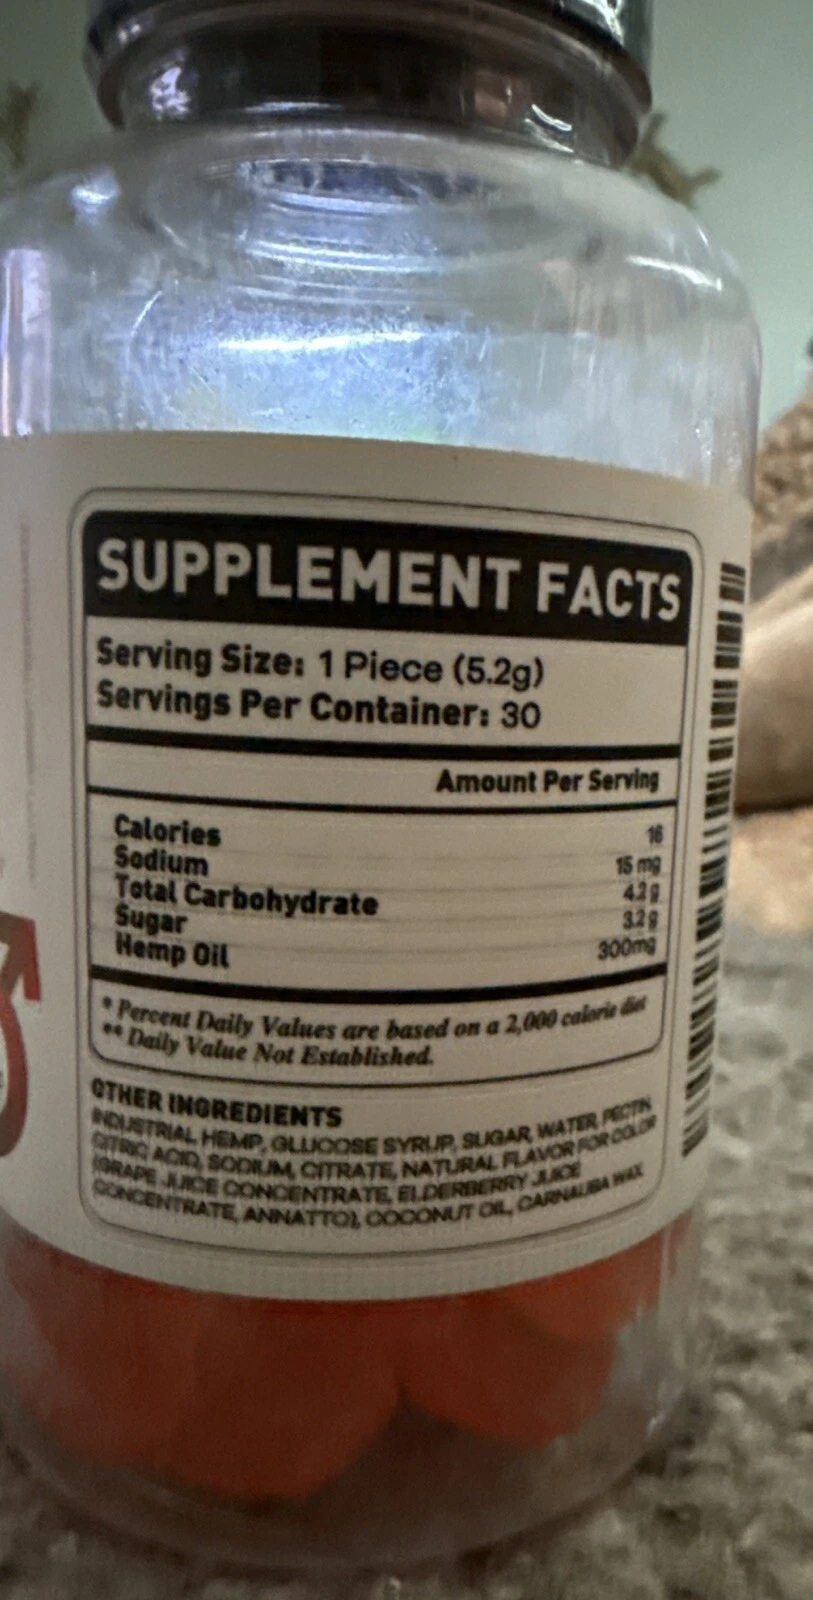 SUPPLEMENT FACTS
Serving Size: 1 Piece (5.2g)
Servings Per Container: 30
Amount Per Serving
Calories 16
Sodium 15 mg
Total Carbohydrate 4.2 g
Sugar 3.2 g
Hemp Oil 300mg
* Percent Daily Values are based on a 2,000 calorie diet
** Daily Value Not Established.
OTHER INGREDIENTS
INDUSTRIAL HEMP, GLUCOSE SYRUP, SUGAR, WATER, PECTIN,
CITRIC ACID, SODIUM, CITRATE, NATURAL FLAVOR FOR COLOR
(GRAPE JUICE CONCENTRATE, ELDERBERRY JUICE
CONCENTRATE, ANNATTO), COCONUT OIL, CARNAUBA WAX